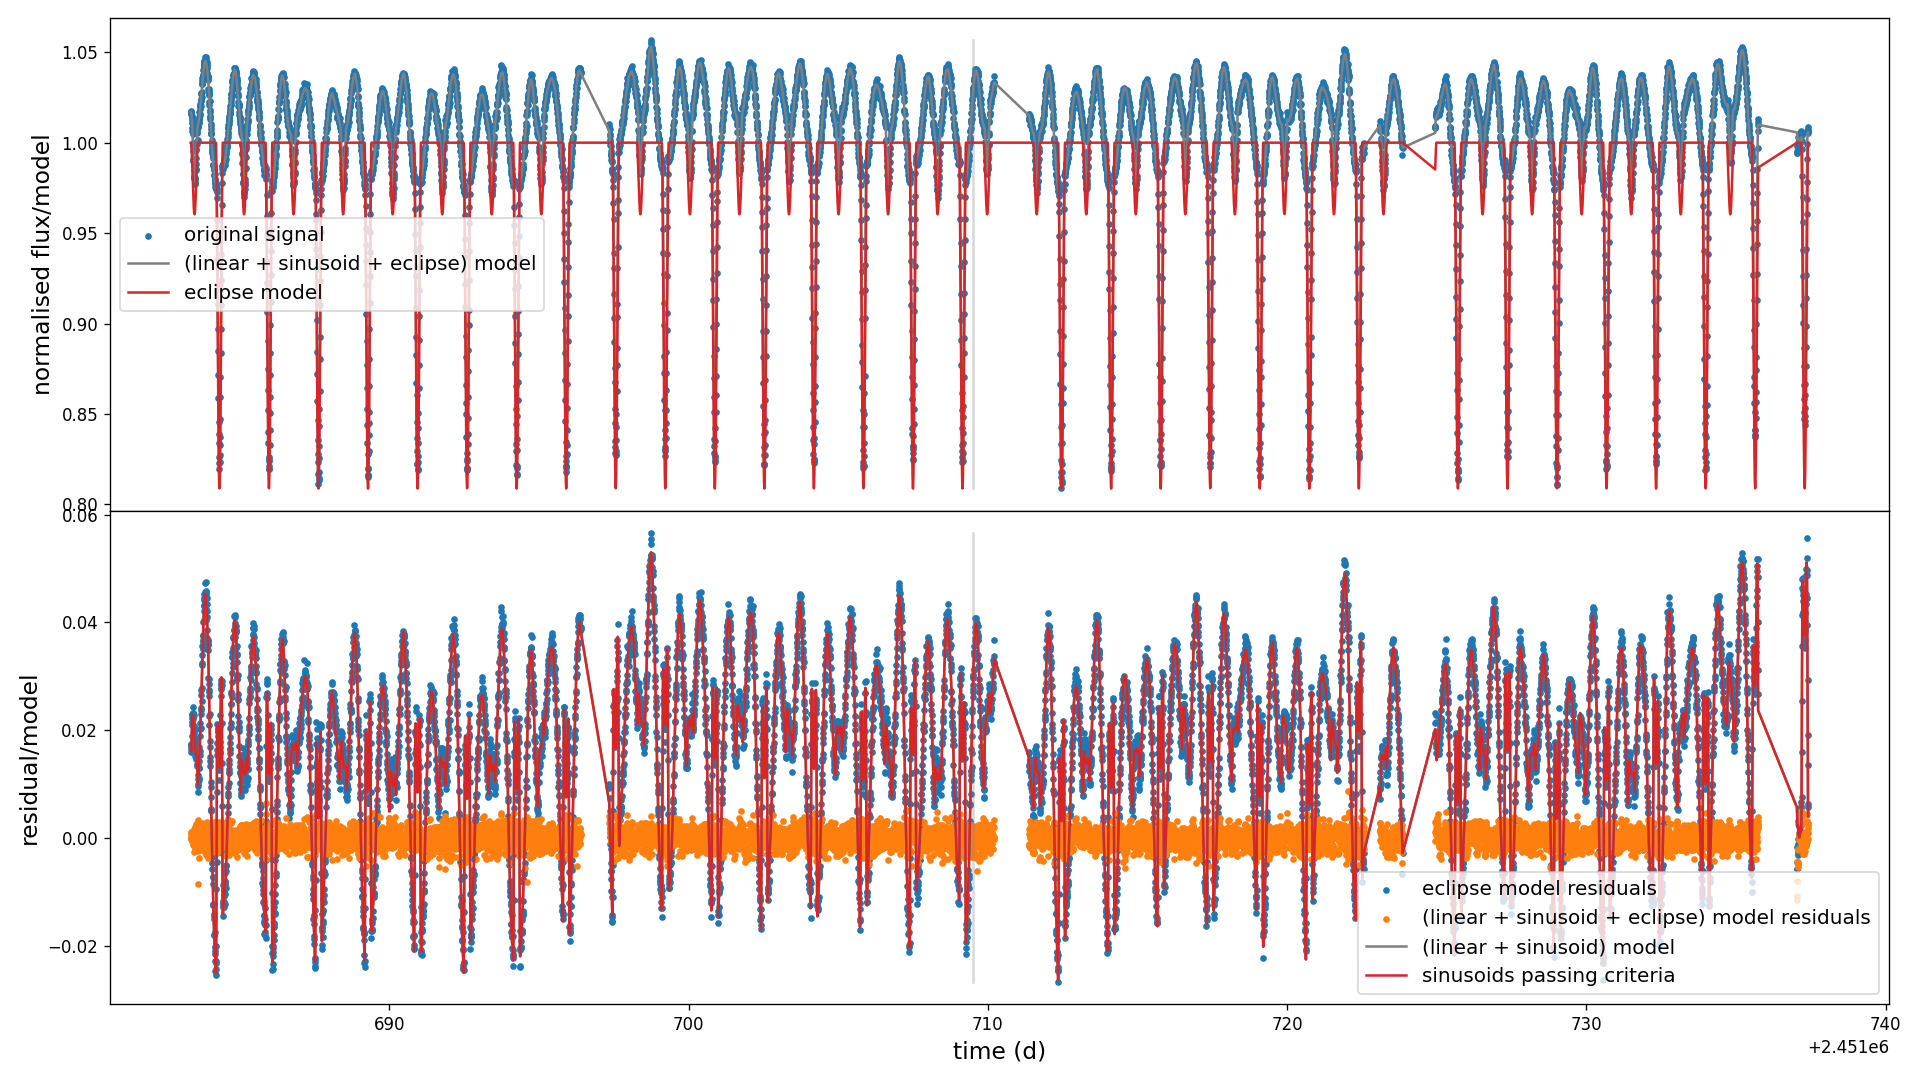 normalised flux/model
1.05
1.00
0.95
0.90
0.85
0.80
original signal
(linear + sinusoid + eclipse) model
eclipse model
residual/model
0.06
0.04
0.02
0.00
−0.02
eclipse model residuals
(linear + sinusoid + eclipse) model residuals
(linear + sinusoid) model
sinusoids passing criteria
690
700
710
720
730
740
time (d)
+2.451e6